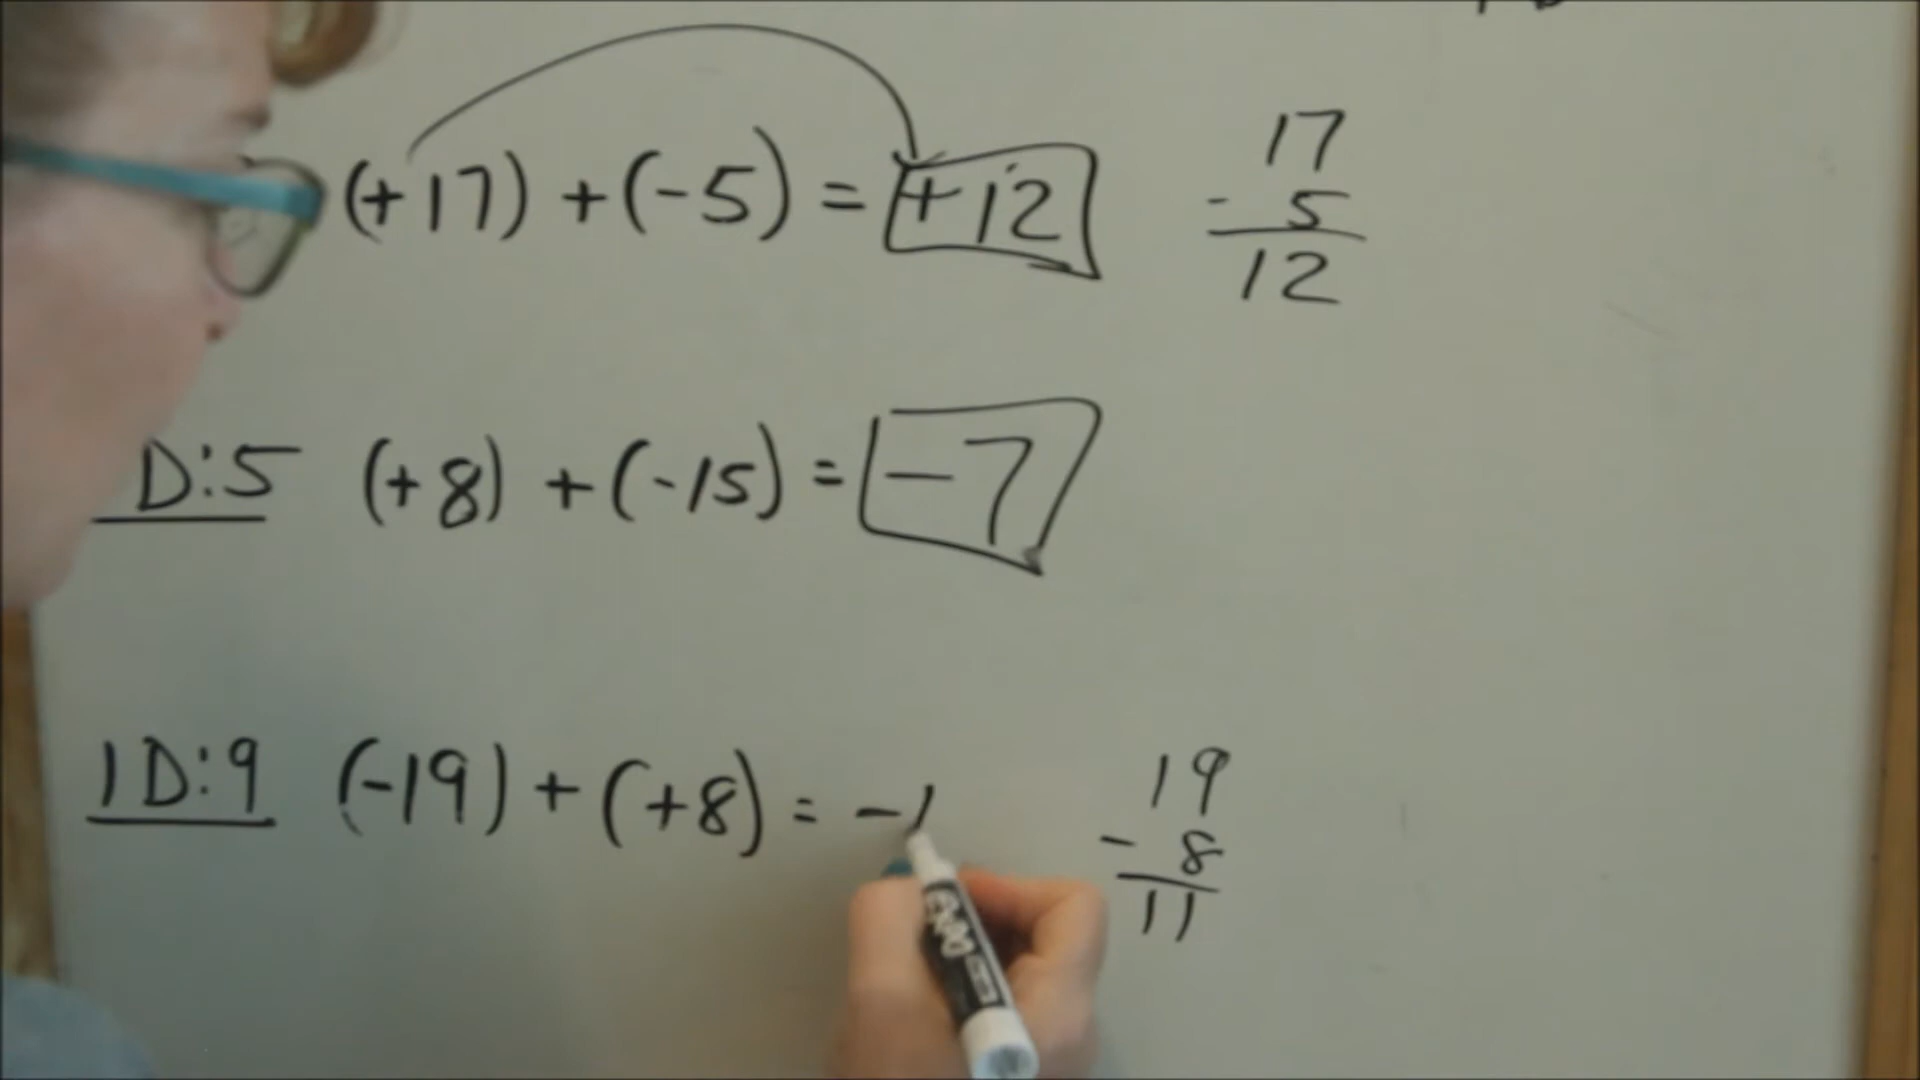 (+17) + (-5) = +12
17
- 5
12
D:5 (+8) + (-15) = -7
1D:9 (-19) + (+8) = -1
19
- 8
11
EXPO